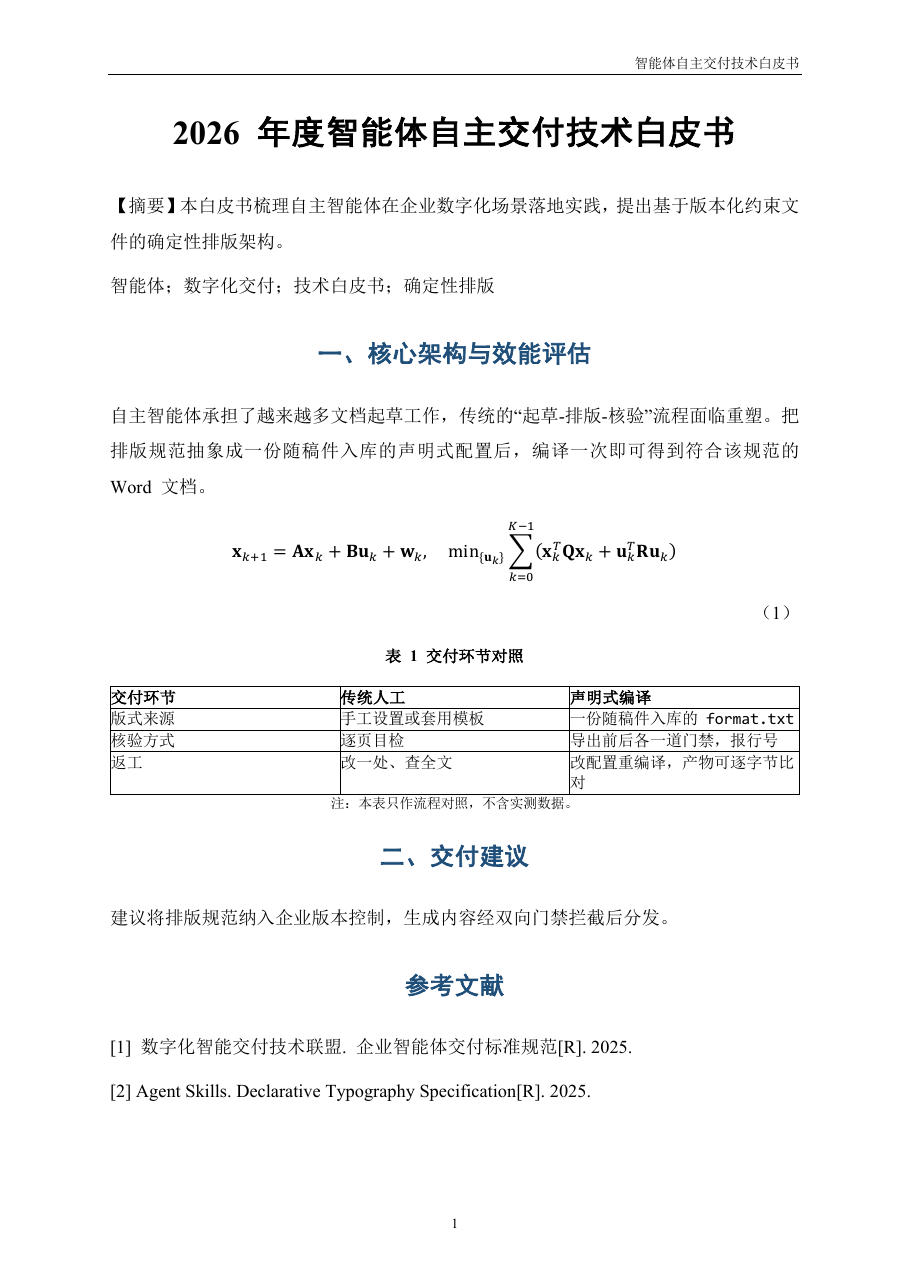 智能体自主交付技术白皮书
2026 年度智能体自主交付技术白皮书
【摘要】本白皮书梳理自主智能体在企业数字化场景落地实践，提出基于版本化约束文
件的确定性排版架构。
智能体；数字化交付；技术白皮书；确定性排版
一、核心架构与效能评估
自主智能体承担了越来越多文档起草工作，传统的“起草-排版-核验”流程面临重塑。把
排版规范抽象成一份随稿件入库的声明式配置后，编译一次即可得到符合该规范的
Word 文档。
𝐱_{k+1} = 𝐀𝐱_k + 𝐁𝐮_k + 𝐰_k, min_{{𝐮_k}} ∑_{k=0}^{K−1} (𝐱_k^T 𝐐𝐱_k + 𝐮_k^T 𝐑𝐮_k)
（1）
表 1 交付环节对照
交付环节 传统人工 声明式编译
版式来源 手工设置或套用模板 一份随稿件入库的 format.txt
核验方式 逐页目检 导出前后各一道门禁，报行号
返工 改一处、查全文 改配置重编译，产物可逐字节比
对
注：本表只作流程对照，不含实测数据。
二、交付建议
建议将排版规范纳入企业版本控制，生成内容经双向门禁拦截后分发。
参考文献
[1] 数字化智能交付技术联盟. 企业智能体交付标准规范[R]. 2025.
[2] Agent Skills. Declarative Typography Specification[R]. 2025.
1